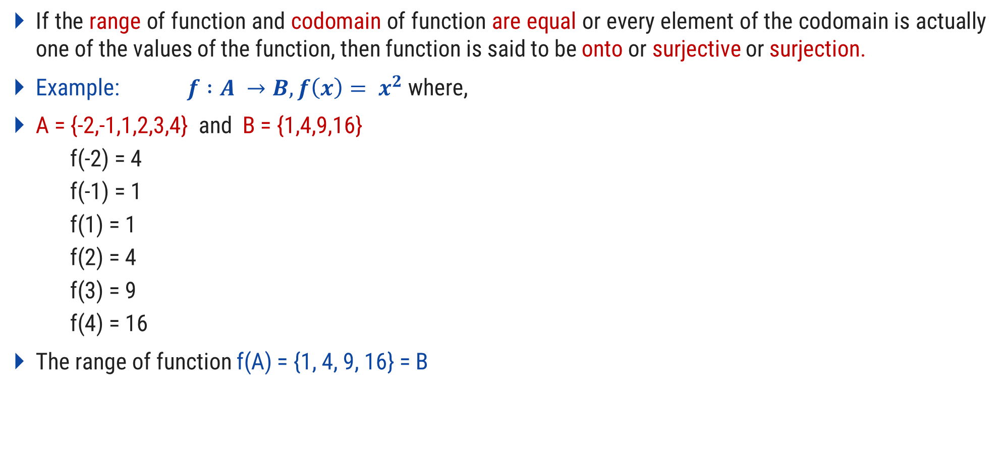 If the range of function and codomain of function are equal or every element of the codomain is actually
one of the values of the function, then function is said to be onto or surjective or surjection.
Example: f : A → B, f(x) = x² where,
A = {-2,-1,1,2,3,4} and B = {1,4,9,16}
f(-2) = 4
f(-1) = 1
f(1) = 1
f(2) = 4
f(3) = 9
f(4) = 16
The range of function f(A) = {1, 4, 9, 16} = B